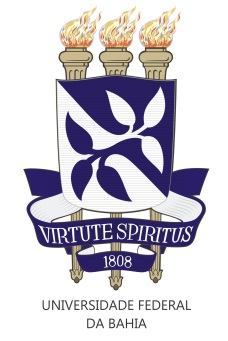 VIRTUTE SPIRITUS
1808
UNIVERSIDADE FEDERAL
DA BAHIA